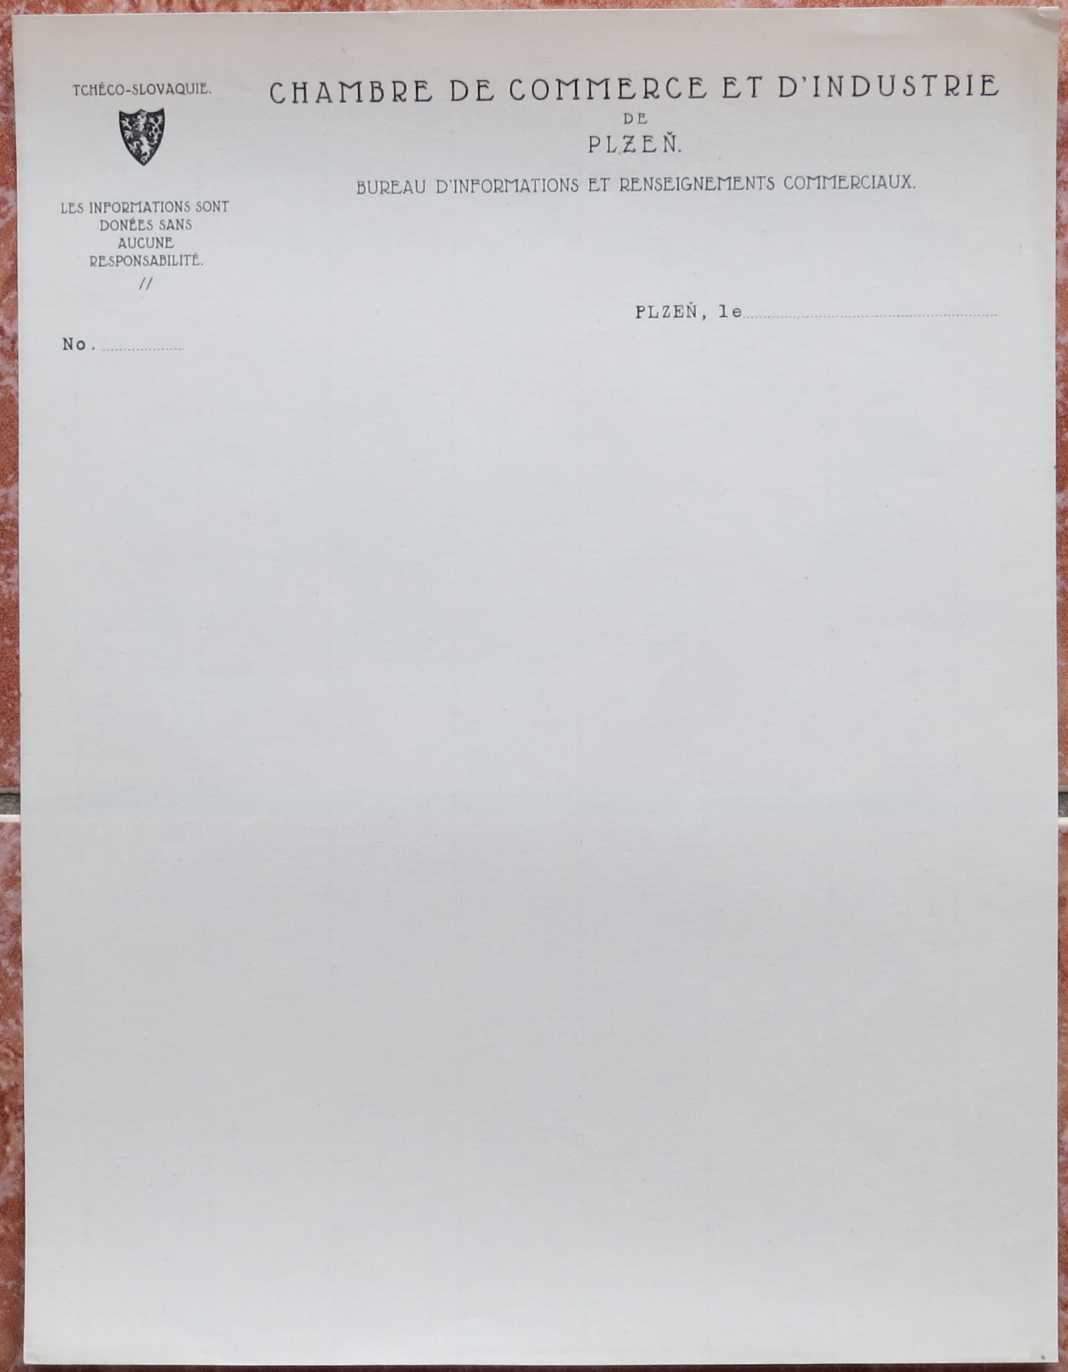 TCHÉCO-SLOVAQUIE.
LES INFORMATIONS SONT
DONÉES SANS
AUCUNE
RESPONSABILITÉ.
//
CHAMBRE DE COMMERCE ET D'INDUSTRIE
DE
PLZEŇ.
BUREAU D'INFORMATIONS ET RENSEIGNEMENTS COMMERCIAUX.
PLZEŇ, le
No.